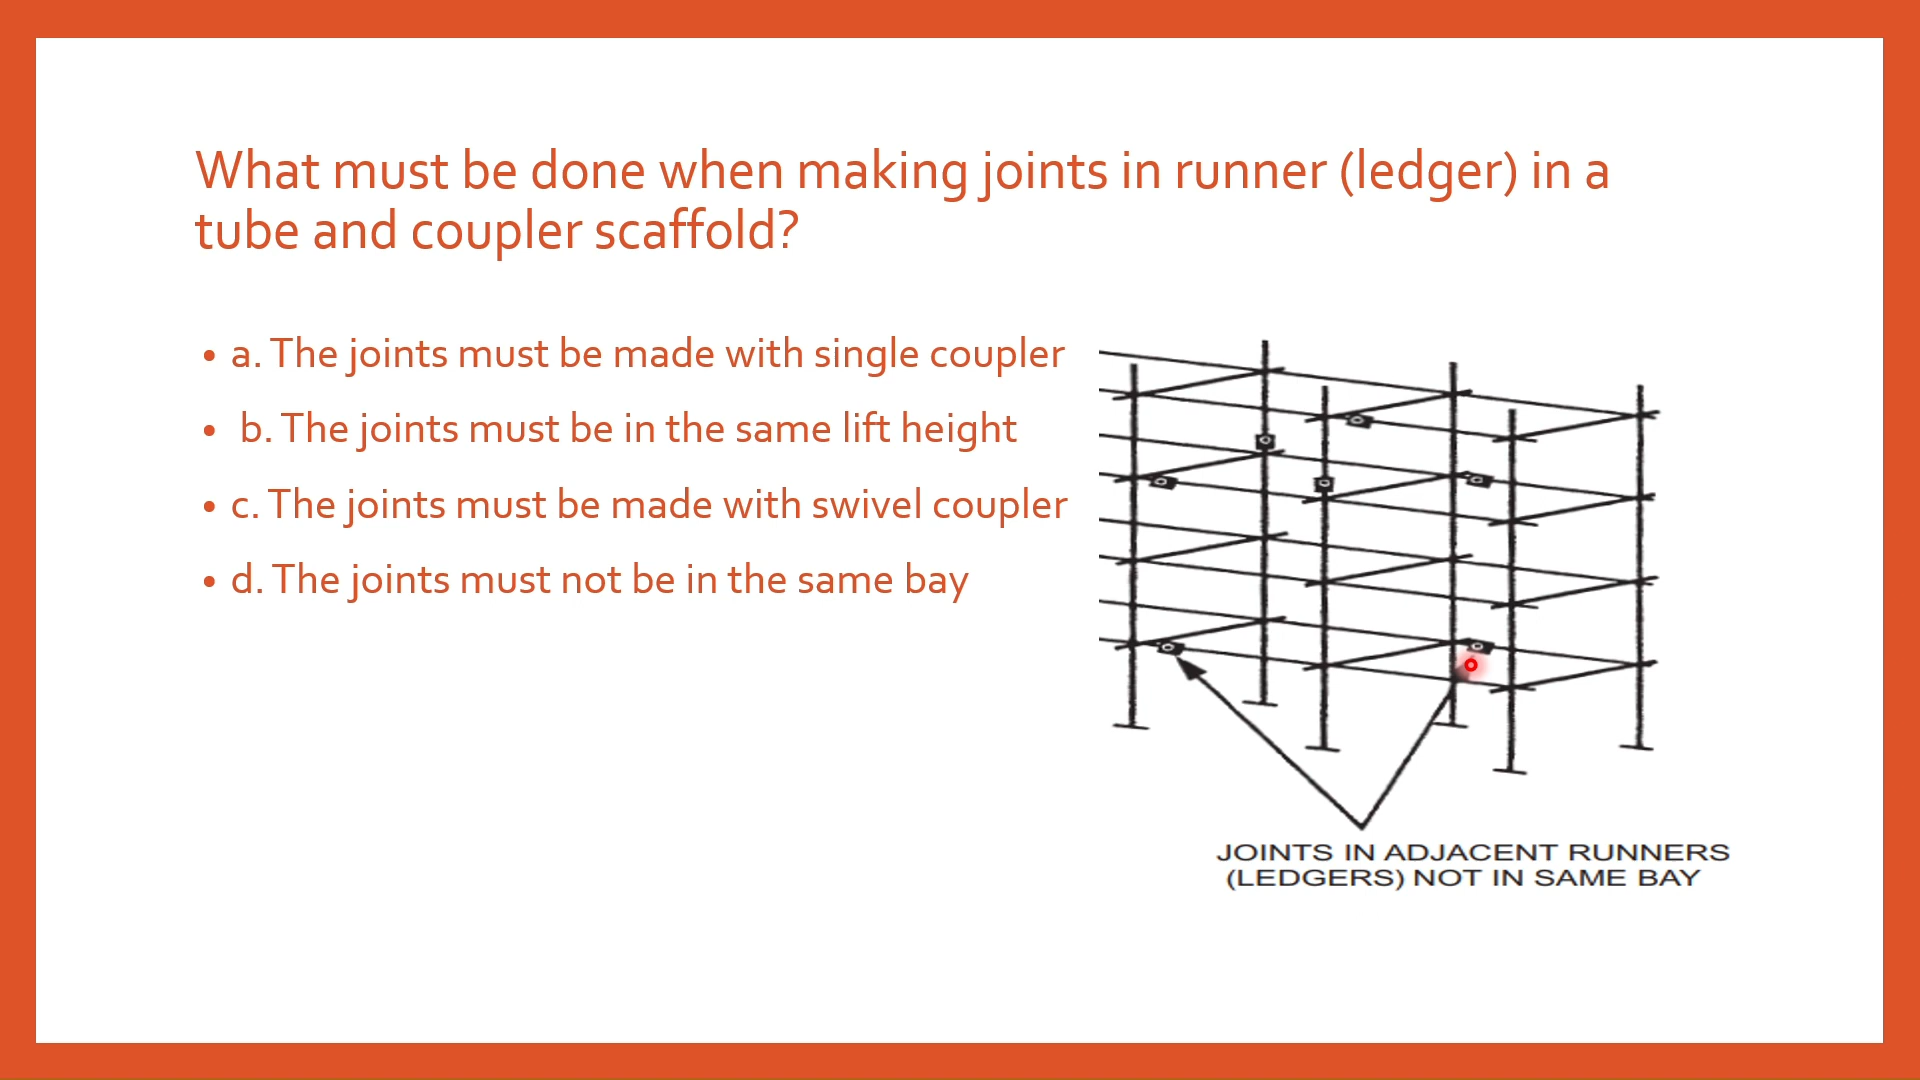 What must be done when making joints in runner (ledger) in a
tube and coupler scaffold?
• a. The joints must be made with single coupler
• b. The joints must be in the same lift height
• c. The joints must be made with swivel coupler
• d. The joints must not be in the same bay
JOINTS IN ADJACENT RUNNERS
(LEDGERS) NOT IN SAME BAY